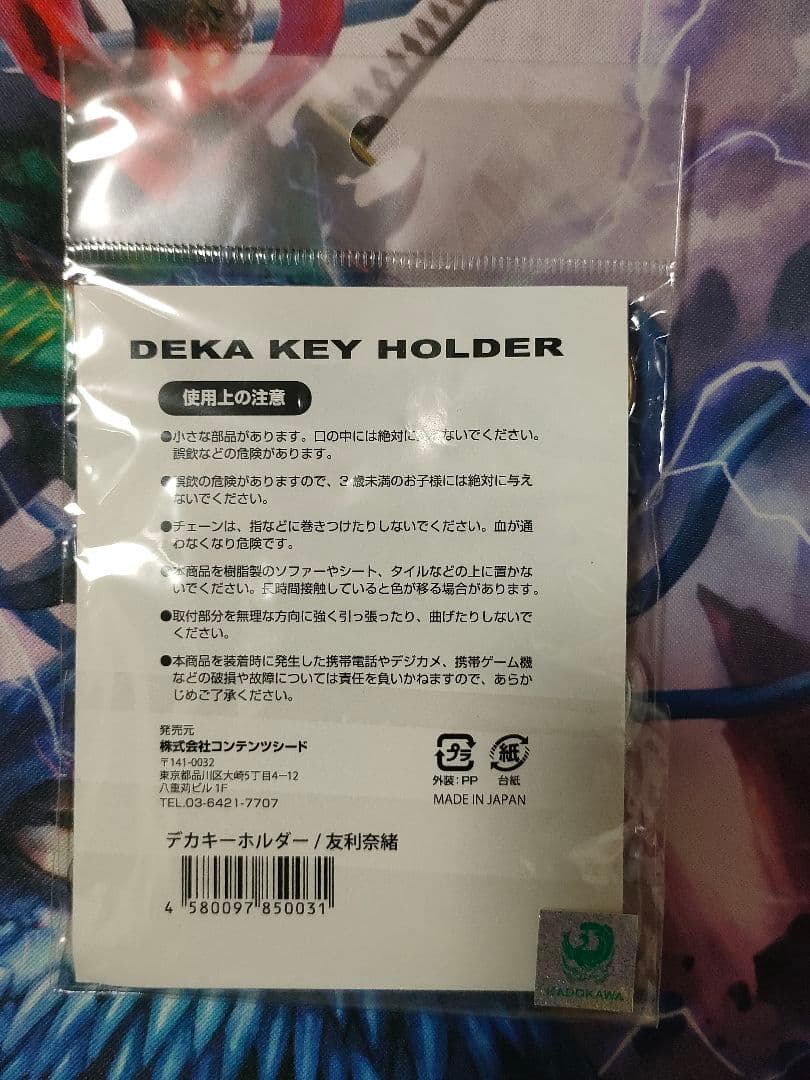 DEKA KEY HOLDER
使用上の注意
●小さな部品があります。口の中には絶対に ないでください。
誤飲などの危険があります。
●誤飲の危険がありますので、3歳未満のお子様には絶対に与え
ないでください。
●チェーンは、指などに巻きつけたりしないでください。血が通
わなくなり危険です。
●本商品を樹脂製のソファーやシート、タイルなどの上に置かな
いでください。長時間接触していると色が移る場合があります。
●取付部分を無理な方向に強く引っ張ったり、曲げたりしないで
ください。
●本商品を装着時に発生した携帯電話やデジカメ、携帯ゲーム機
などの破損や故障については責任を負いかねますので、あらか
じめご了承ください。
発売元
株式会社コンテンツシード
〒141-0032
東京都品川区大崎5丁目4-12
八重苅ビル1F
TEL.03-6421-7707
プラ
紙
外装:PP
台紙
MADE IN JAPAN
デカキーホルダー/友利奈緒
4 580097 850031
KADOKAWA